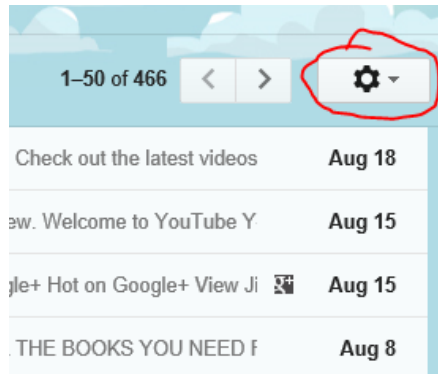 1–50 of 466
Check out the latest videos Aug 18
ew. Welcome to YouTube Y Aug 15
gle+ Hot on Google+ View Ji Aug 15
THE BOOKS YOU NEED F Aug 8